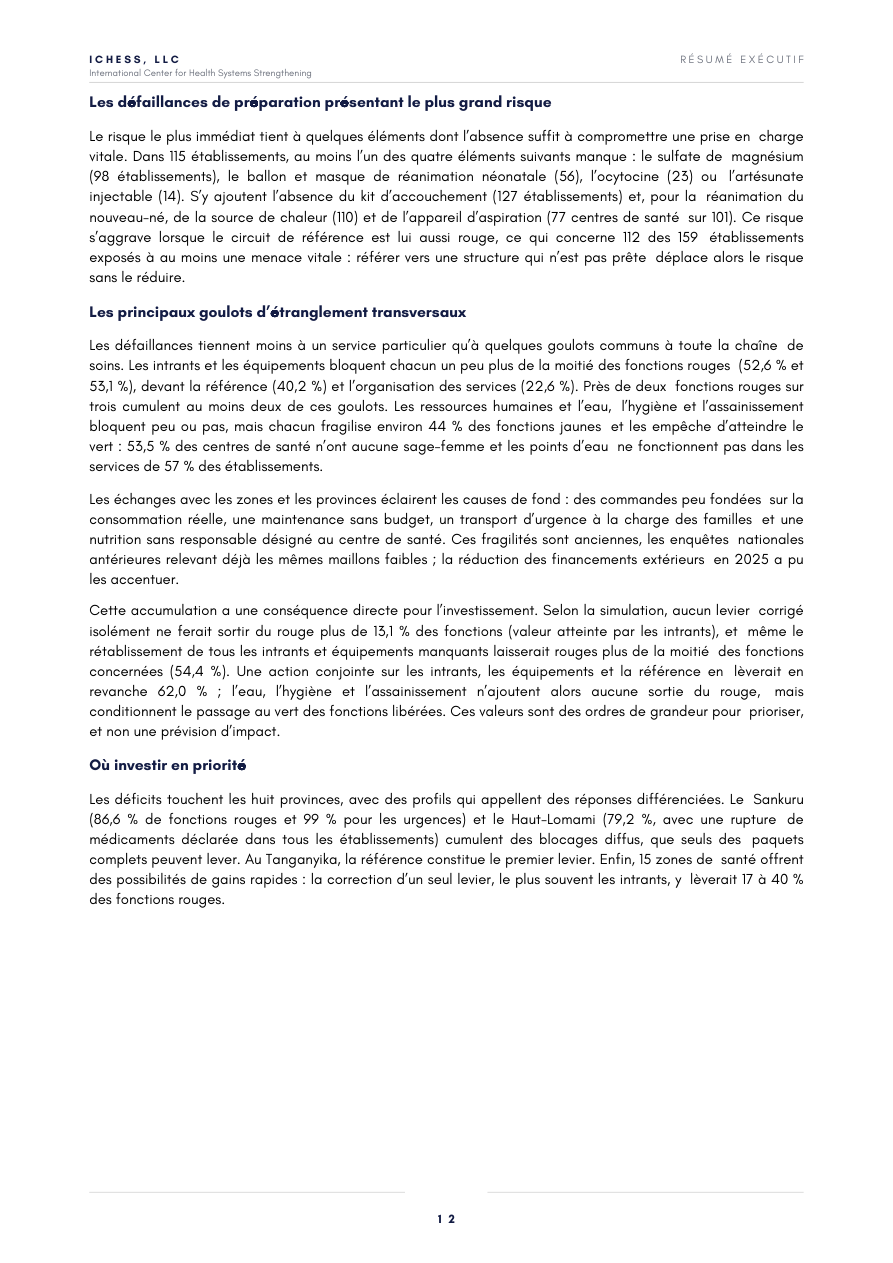 ICHESS, LLC
RÉSUMÉ EXÉCUTIF
International Center for Health Systems Strengthening
Les défaillances de préparation présentant le plus grand risque
Le risque le plus immédiat tient à quelques éléments dont l’absence suffit à compromettre une prise en charge
vitale. Dans 115 établissements, au moins l’un des quatre éléments suivants manque : le sulfate de magnésium
(98 établissements), le ballon et masque de réanimation néonatale (56), l’ocytocine (23) ou l’artésunate
injectable (14). S’y ajoutent l’absence du kit d’accouchement (127 établissements) et, pour la réanimation du
nouveau-né, de la source de chaleur (110) et de l’appareil d’aspiration (77 centres de santé sur 101). Ce risque
s’aggrave lorsque le circuit de référence est lui aussi rouge, ce qui concerne 112 des 159 établissements
exposés à au moins une menace vitale : référer vers une structure qui n’est pas prête déplace alors le risque
sans le réduire.
Les principaux goulots d’étranglement transversaux
Les défaillances tiennent moins à un service particulier qu’à quelques goulots communs à toute la chaîne de
soins. Les intrants et les équipements bloquent chacun un peu plus de la moitié des fonctions rouges (52,6 % et
53,1 %), devant la référence (40,2 %) et l’organisation des services (22,6 %). Près de deux fonctions rouges sur
trois cumulent au moins deux de ces goulots. Les ressources humaines et l’eau, l’hygiène et l’assainissement
bloquent peu ou pas, mais chacun fragilise environ 44 % des fonctions jaunes et les empêche d’atteindre le
vert : 53,5 % des centres de santé n’ont aucune sage-femme et les points d’eau ne fonctionnent pas dans les
services de 57 % des établissements.
Les échanges avec les zones et les provinces éclairent les causes de fond : des commandes peu fondées sur la
consommation réelle, une maintenance sans budget, un transport d’urgence à la charge des familles et une
nutrition sans responsable désigné au centre de santé. Ces fragilités sont anciennes, les enquêtes nationales
antérieures relevant déjà les mêmes maillons faibles ; la réduction des financements extérieurs en 2025 a pu
les accentuer.
Cette accumulation a une conséquence directe pour l’investissement. Selon la simulation, aucun levier corrigé
isolément ne ferait sortir du rouge plus de 13,1 % des fonctions (valeur atteinte par les intrants), et même le
rétablissement de tous les intrants et équipements manquants laisserait rouges plus de la moitié des fonctions
concernées (54,4 %). Une action conjointe sur les intrants, les équipements et la référence en lèverait en
revanche 62,0 % ; l’eau, l’hygiène et l’assainissement n’ajoutent alors aucune sortie du rouge, mais
conditionnent le passage au vert des fonctions libérées. Ces valeurs sont des ordres de grandeur pour prioriser,
et non une prévision d’impact.
Où investir en priorité
Les déficits touchent les huit provinces, avec des profils qui appellent des réponses différenciées. Le Sankuru
(86,6 % de fonctions rouges et 99 % pour les urgences) et le Haut-Lomami (79,2 %, avec une rupture de
médicaments déclarée dans tous les établissements) cumulent des blocages diffus, que seuls des paquets
complets peuvent lever. Au Tanganyika, la référence constitue le premier levier. Enfin, 15 zones de santé offrent
des possibilités de gains rapides : la correction d’un seul levier, le plus souvent les intrants, y lèverait 17 à 40 %
des fonctions rouges.
12